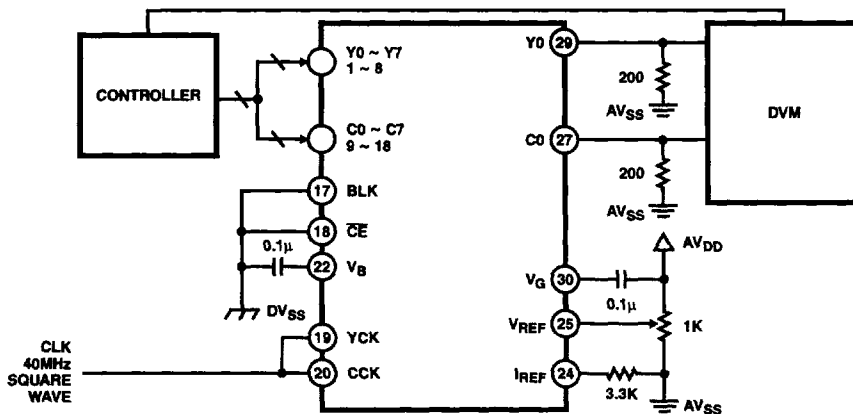 CONTROLLER
Y0 ~ Y7
1 ~ 8
C0 ~ C7
9 ~ 18
17 BLK
18 C̅E̅
0.1μ
22 VB
DVSS
19 YCK
20 CCK
CLK
40MHz
SQUARE
WAVE
Y0 29
200
AVSS
C0 27
200
AVSS
DVM
AVDD
VG 30
0.1μ
VREF 25
1K
IREF 24
3.3K
AVSS